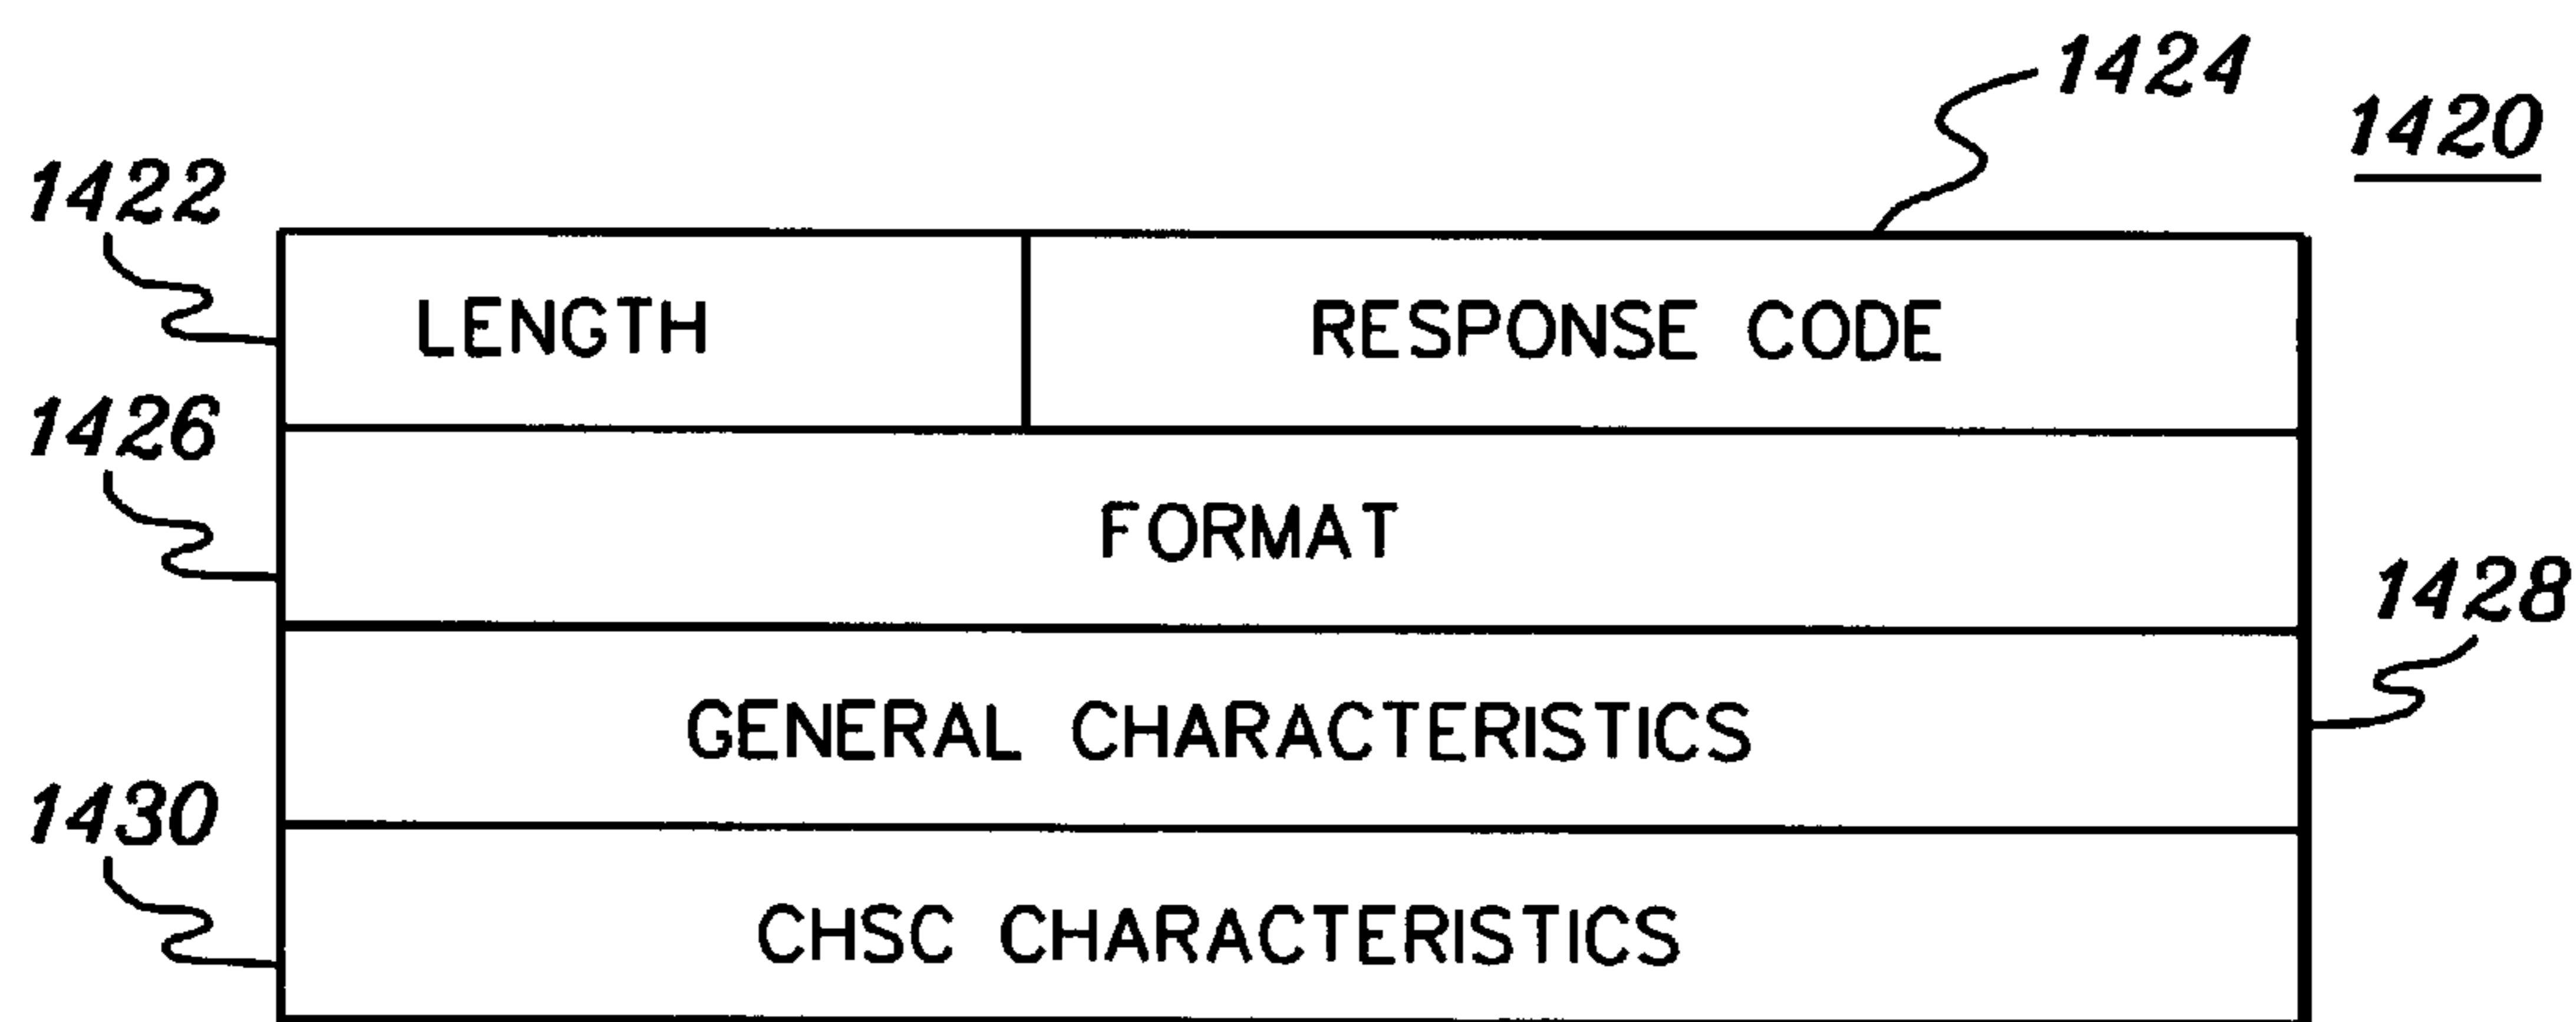 1424
1420
1422
LENGTH RESPONSE CODE
1426
FORMAT
1428
GENERAL CHARACTERISTICS
1430
CHSC CHARACTERISTICS